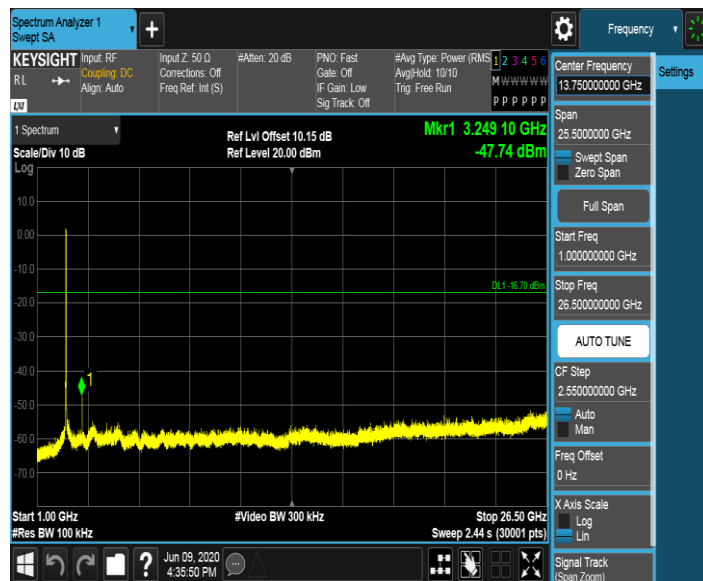 Spectrum Analyzer 1
Swept SA
+
Frequency
KEYSIGHT
RL
LXI
Input: RF
Coupling: DC
Align: Auto
Input Z: 50 Ω
Corrections: Off
Freq Ref: Int (S)
#Atten: 20 dB
PNO: Fast
Gate: Off
IF Gain: Low
Sig Track: Off
#Avg Type: Power (RMS
Avg|Hold: 10/10
Trig: Free Run
1 2 3 4 5 6
M W W W W W
P P P P P P
1 Spectrum
Scale/Div 10 dB
Log
Ref Lvl Offset 10.15 dB
Ref Level 20.00 dBm
Mkr1 3.249 10 GHz
-47.74 dBm
10.0
0.00
-10.0
-20.0
-30.0
-40.0
-50.0
-60.0
-70.0
DL1 -16.70 dBm
1
Start 1.00 GHz
#Res BW 100 kHz
#Video BW 300 kHz
Stop 26.50 GHz
Sweep 2.44 s (30001 pts)
Center Frequency
13.750000000 GHz
Settings
Span
25.5000000 GHz
Swept Span
Zero Span
Full Span
Start Freq
1.000000000 GHz
Stop Freq
26.500000000 GHz
AUTO TUNE
CF Step
2.550000000 GHz
Auto
Man
Freq Offset
0 Hz
X Axis Scale
Log
Lin
Signal Track
(Span Zoom)
?
Jun 09, 2020
4:35:50 PM